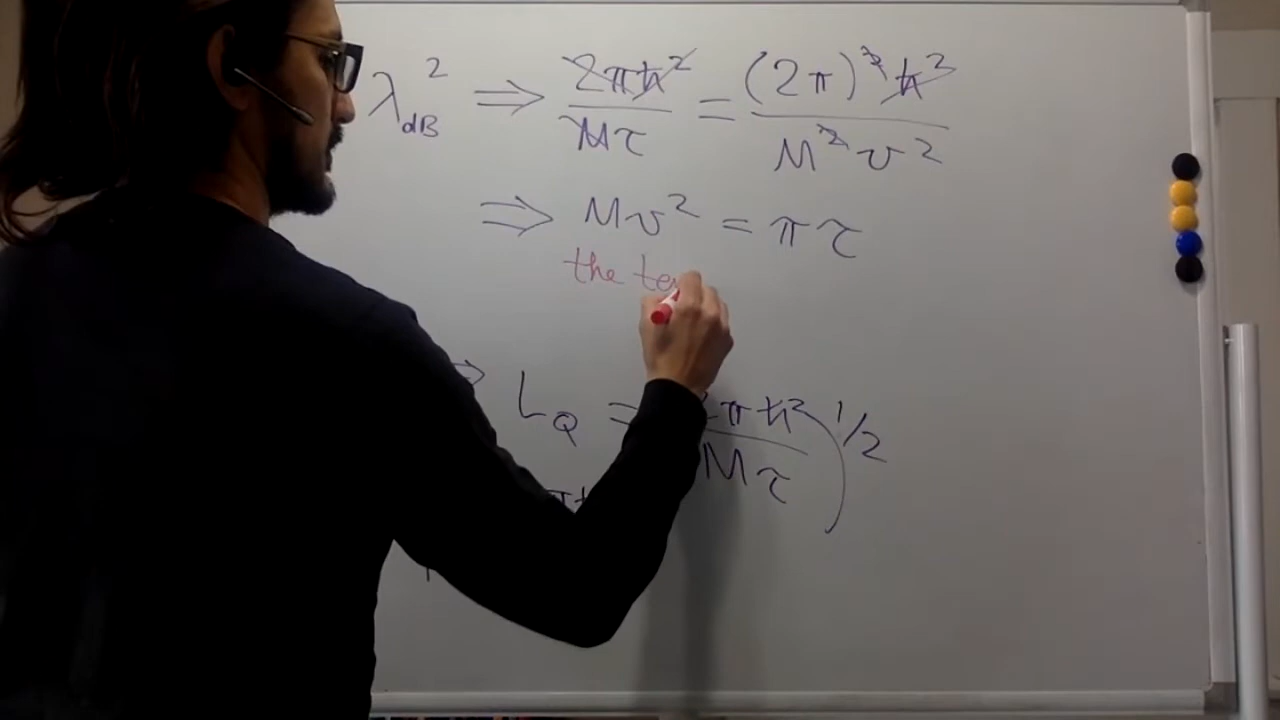 λ_dB² ⇒ 2πħ²/Mτ = (2π)²ħ²/M²v²
⇒ Mv² = πτ
the te
⇒ L_Q = 2πħ²/Mτ)^1/2